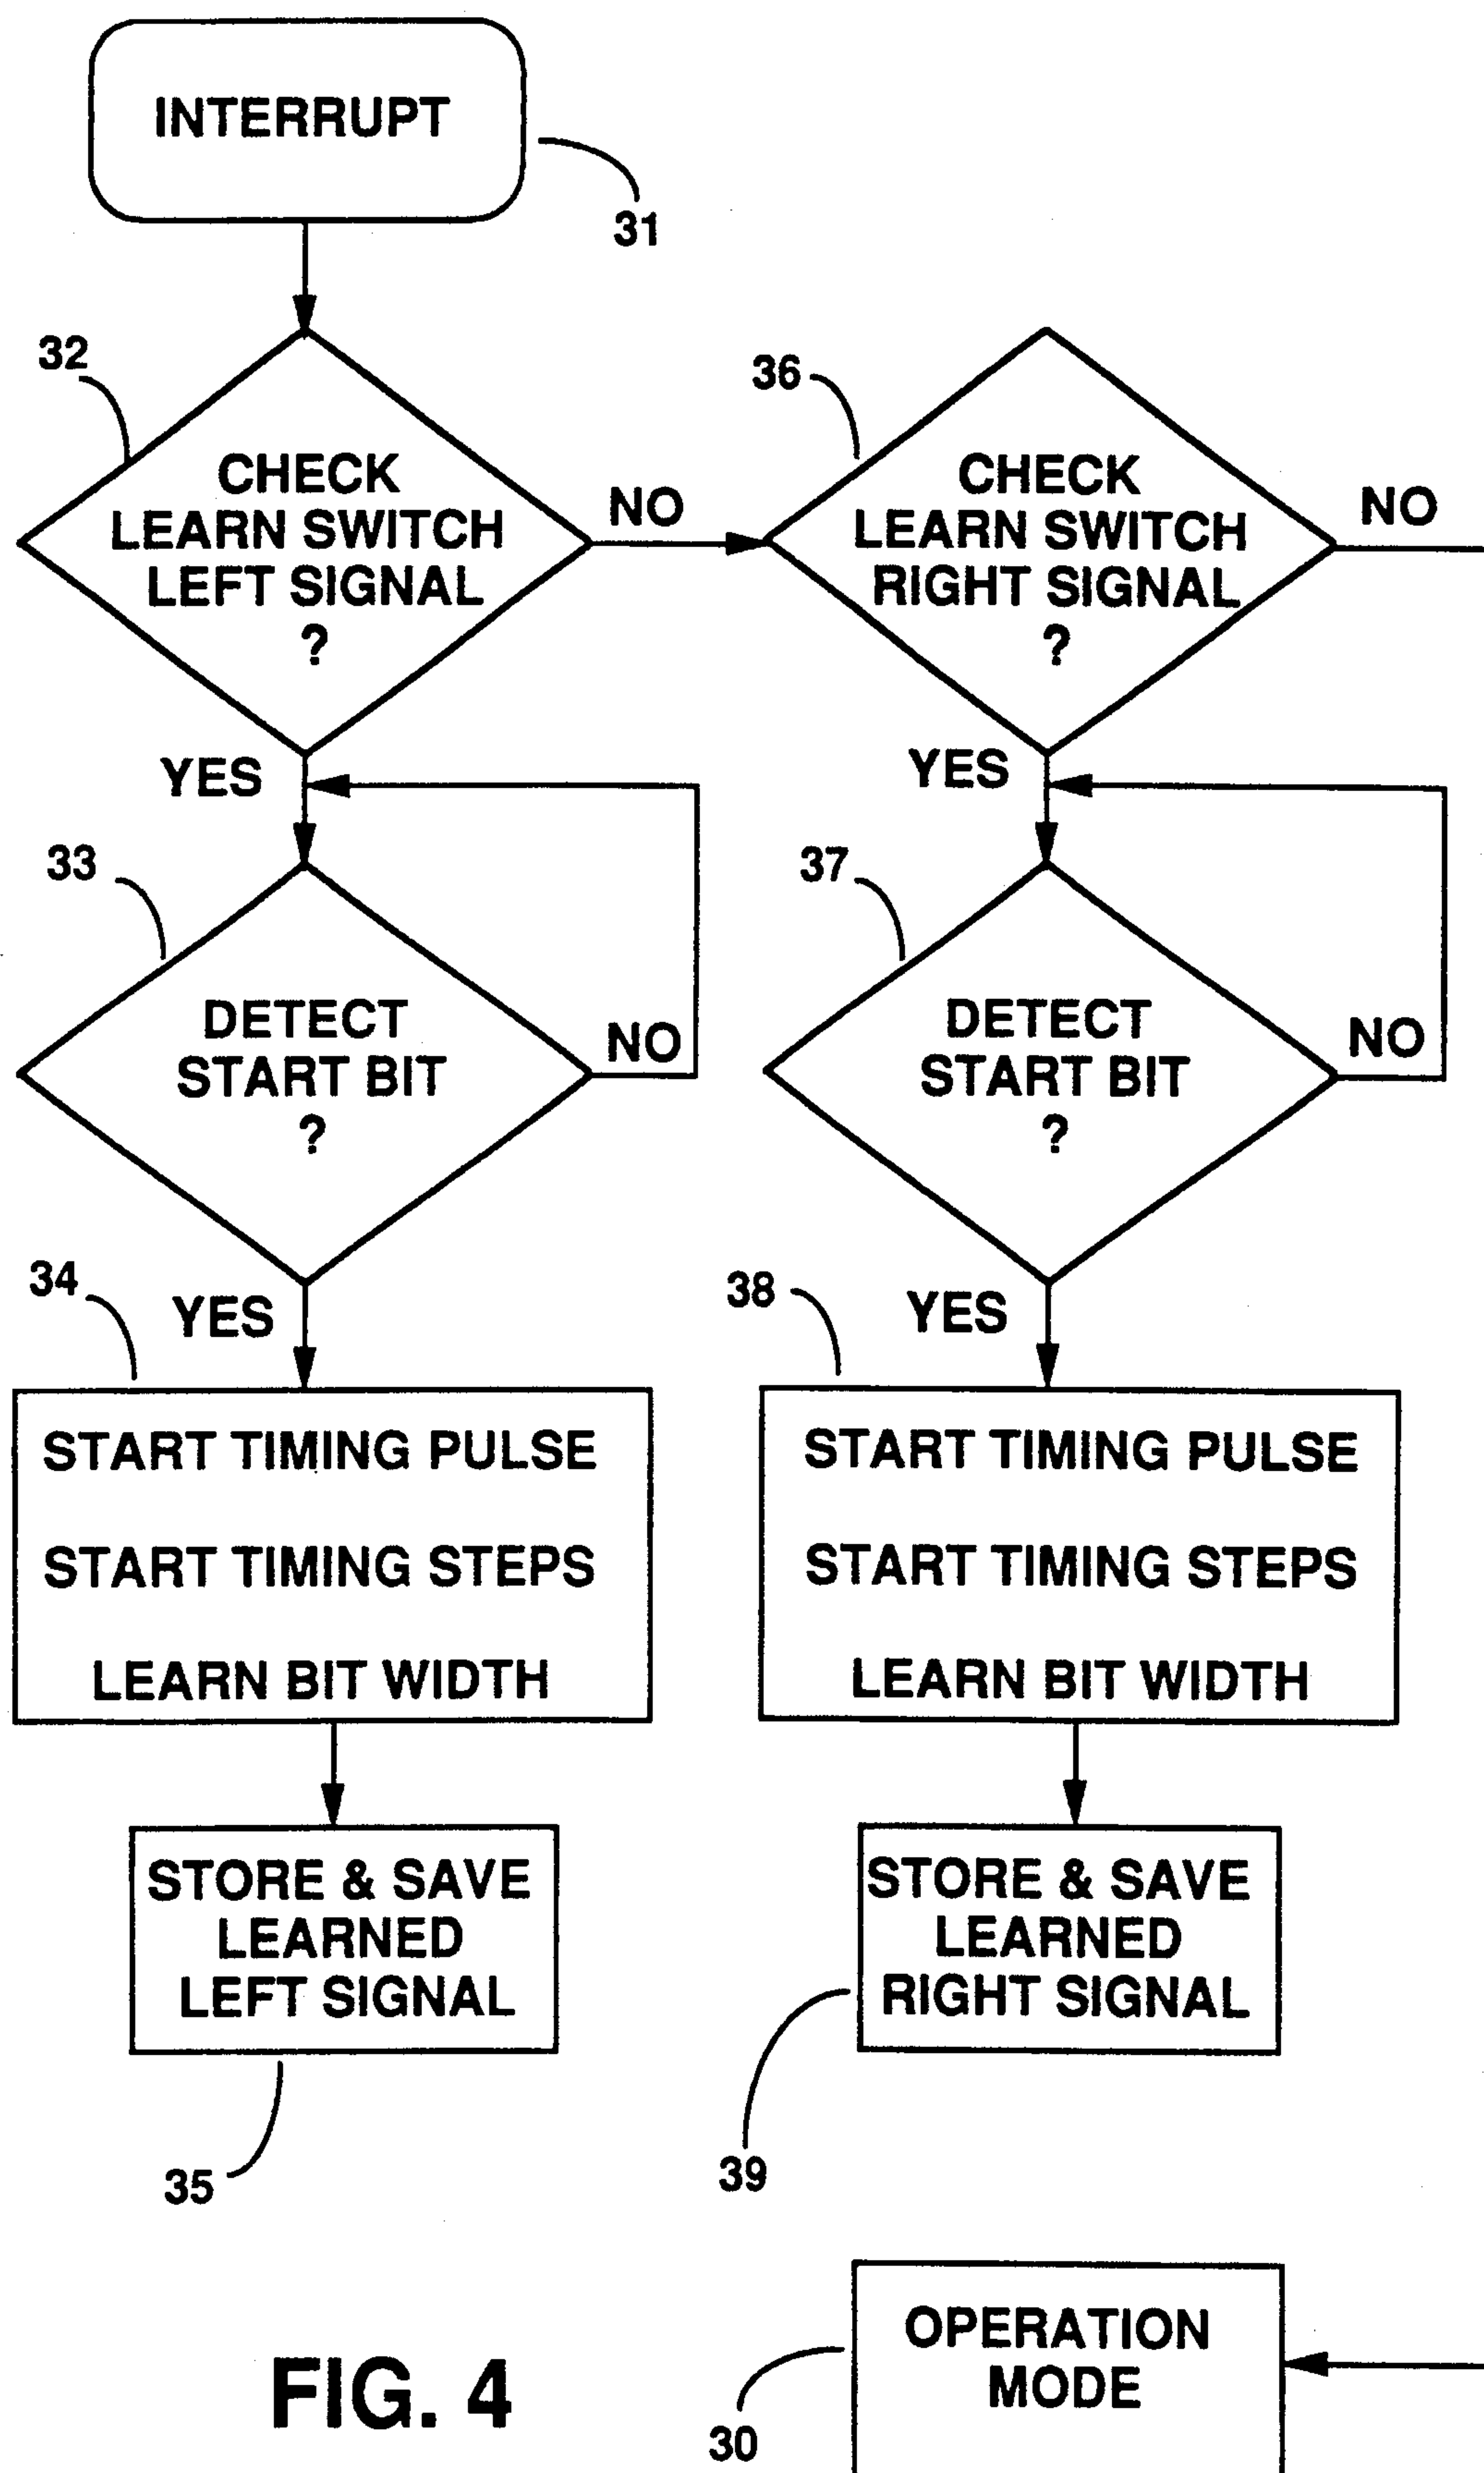 INTERRUPT
31
32
CHECK
LEARN SWITCH
LEFT SIGNAL
?
NO
36
CHECK
LEARN SWITCH
RIGHT SIGNAL
?
NO
YES
YES
33
DETECT
START BIT
?
NO
37
DETECT
START BIT
?
NO
34
YES
38
YES
START TIMING PULSE
START TIMING STEPS
LEARN BIT WIDTH
START TIMING PULSE
START TIMING STEPS
LEARN BIT WIDTH
STORE & SAVE
LEARNED
LEFT SIGNAL
35
STORE & SAVE
LEARNED
RIGHT SIGNAL
39
OPERATION
MODE
30
FIG. 4